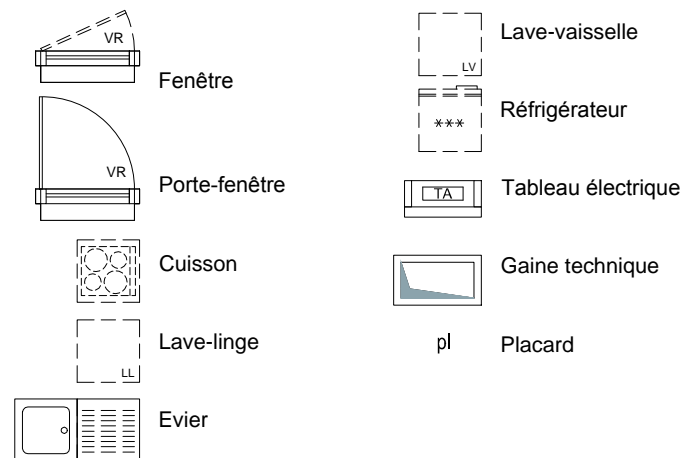 VR
Fenêtre
VR
Porte-fenêtre
Cuisson
Lave-linge
LL
Evier
Lave-vaisselle
LV
Réfrigérateur
***
TA
Tableau électrique
Gaine technique
pl
Placard